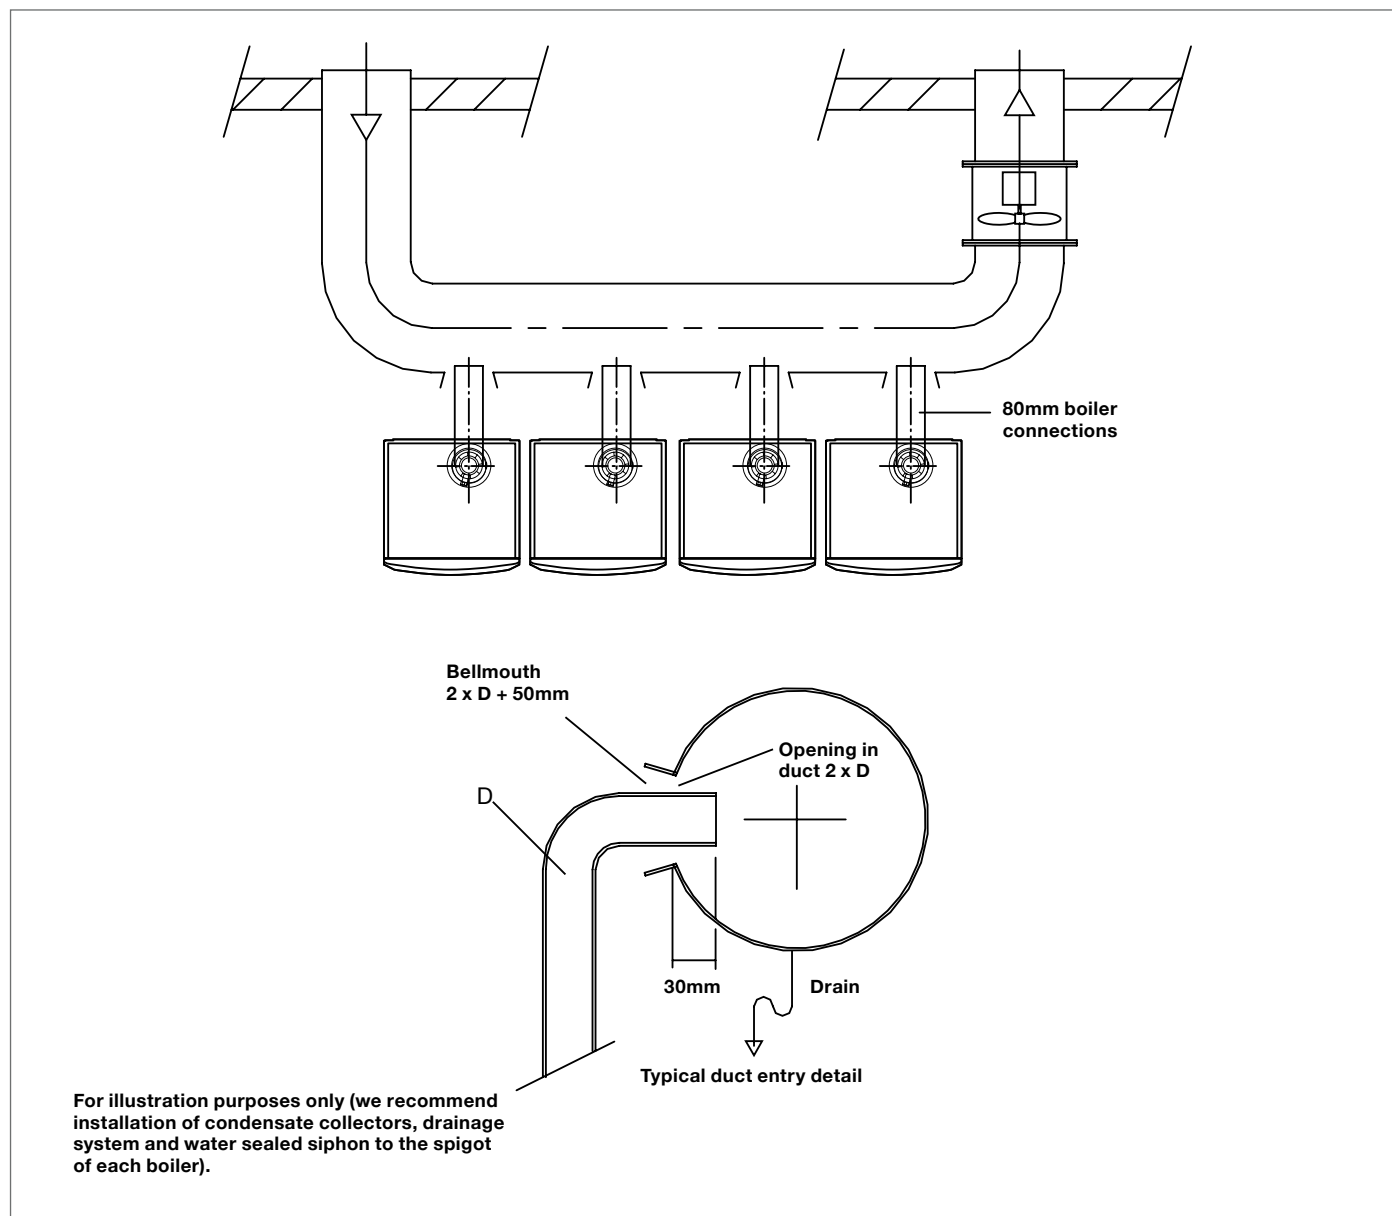 80mm boiler
connections
Bellmouth
2 x D + 50mm
Opening in
duct 2 x D
D
30mm
Drain
Typical duct entry detail
For illustration purposes only (we recommend
installation of condensate collectors, drainage
system and water sealed siphon to the spigot
of each boiler).